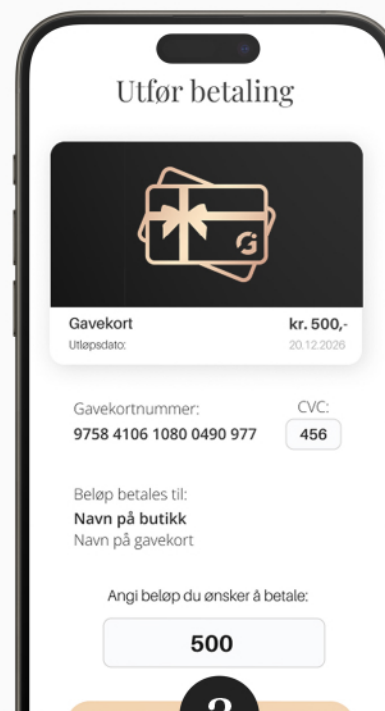 Utfør betaling
Gavekort kr. 500,-
Utløpsdato: 20.12.2026
Gavekortnummer: CVC:
9758 4106 1080 0490 977 456
Beløp betales til:
Navn på butikk
Navn på gavekort
Angi beløp du ønsker å betale:
500